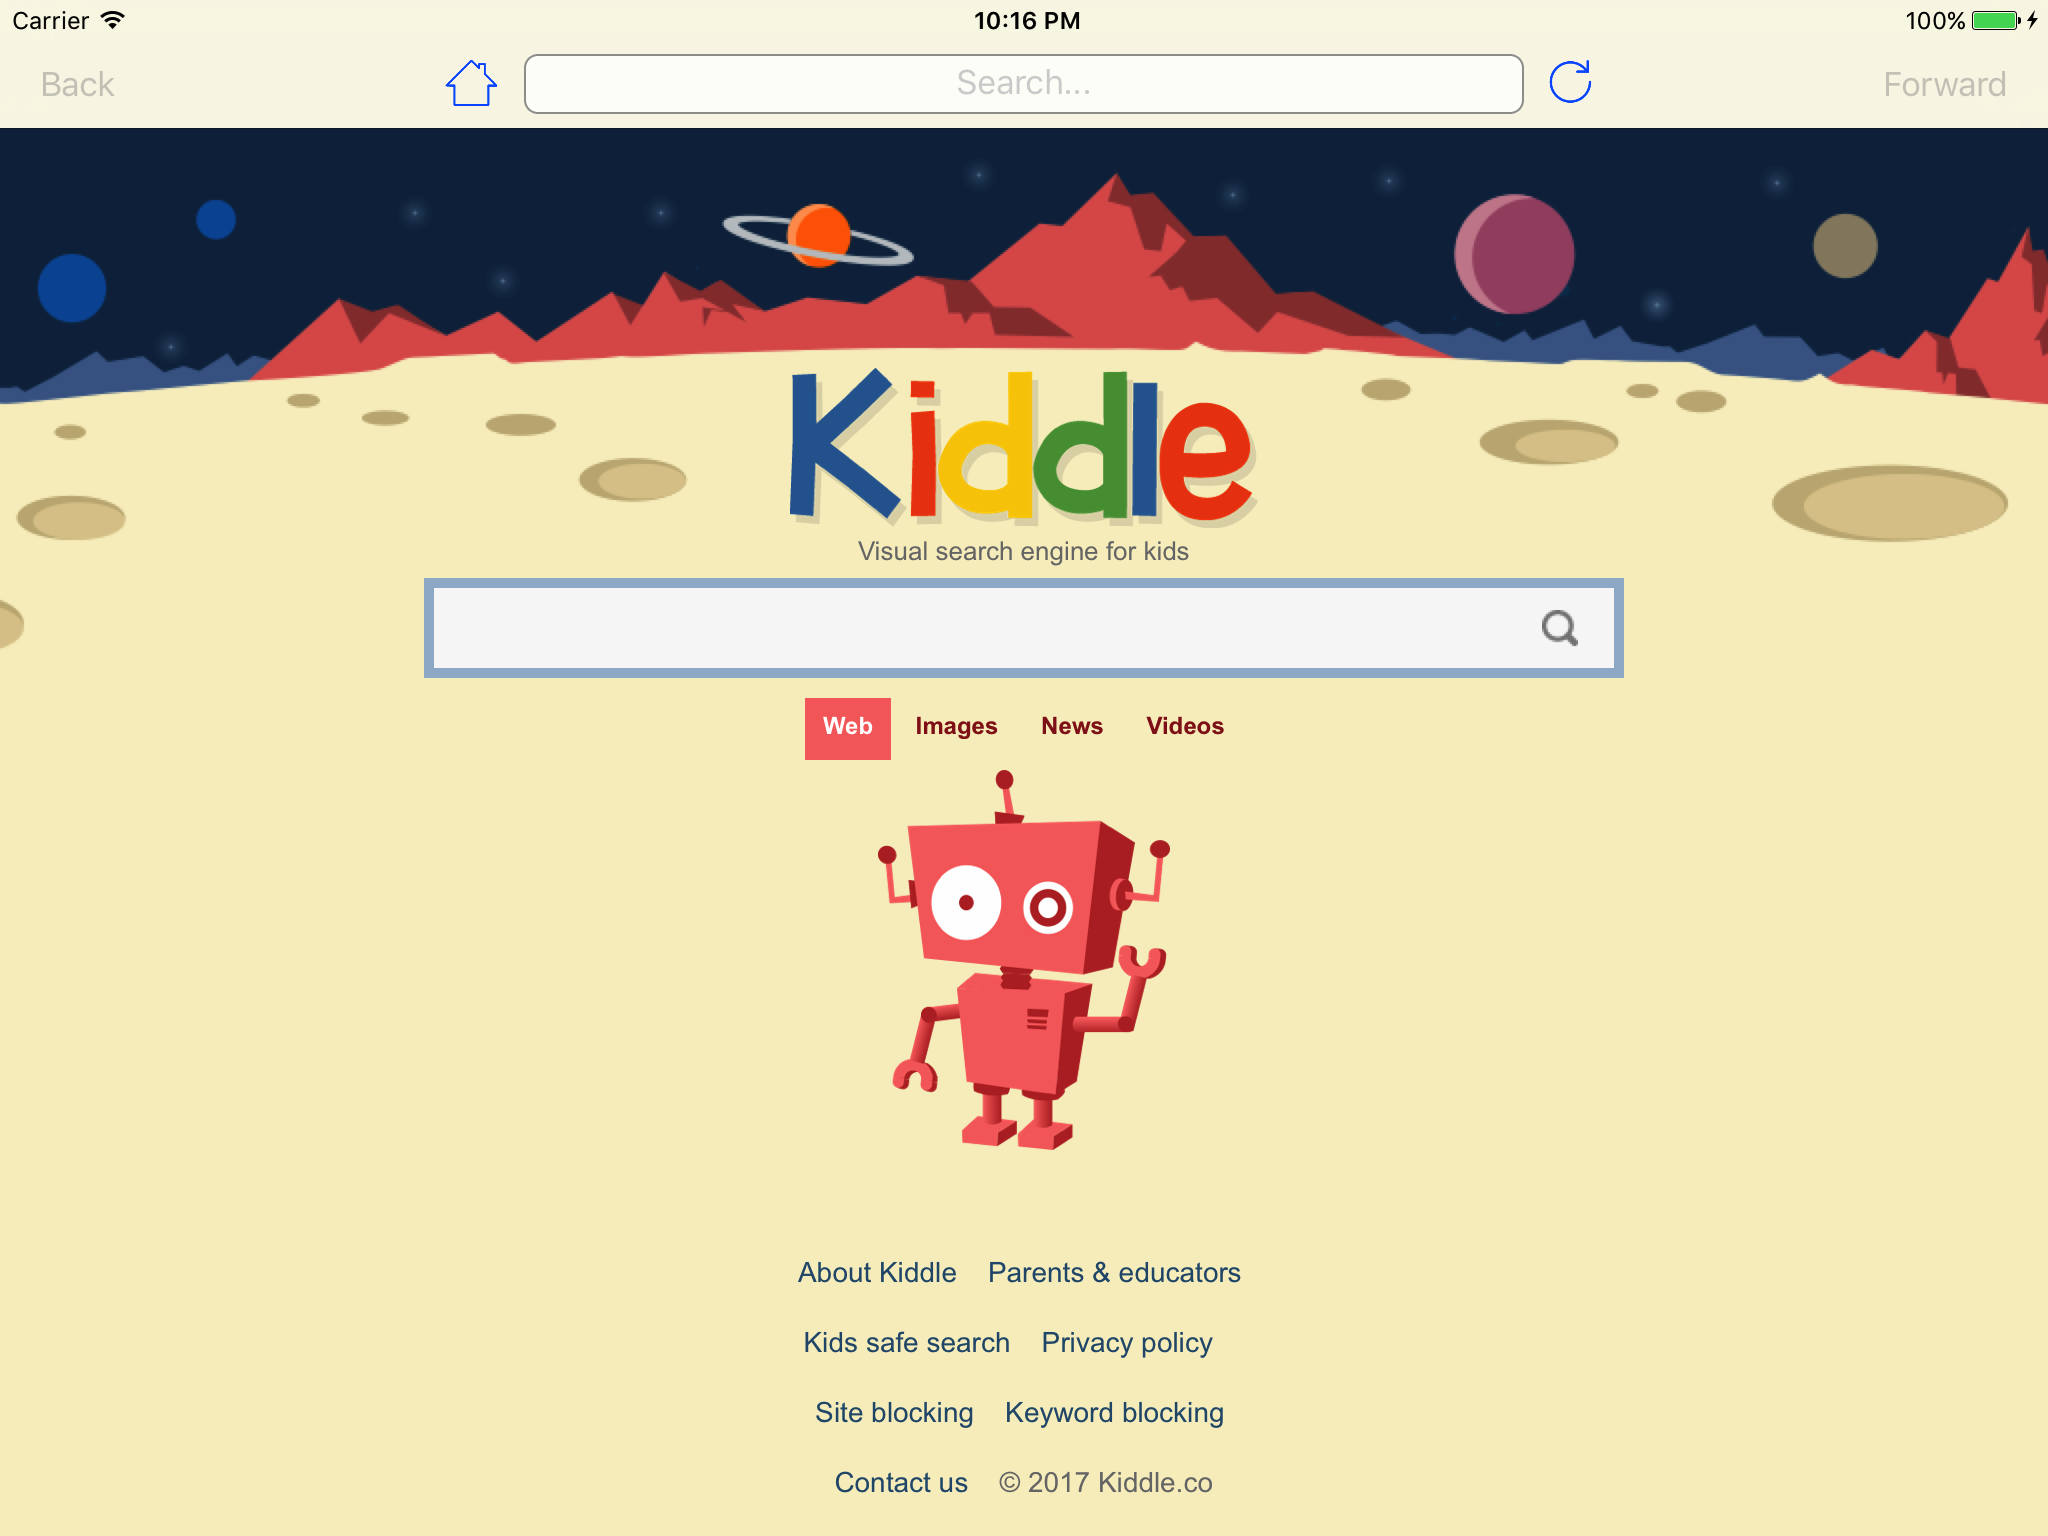 Carrier 10:16 PM 100%
Back Search... Forward
Kiddle
Visual search engine for kids
Web Images News Videos
About Kiddle Parents & educators
Kids safe search Privacy policy
Site blocking Keyword blocking
Contact us © 2017 Kiddle.co